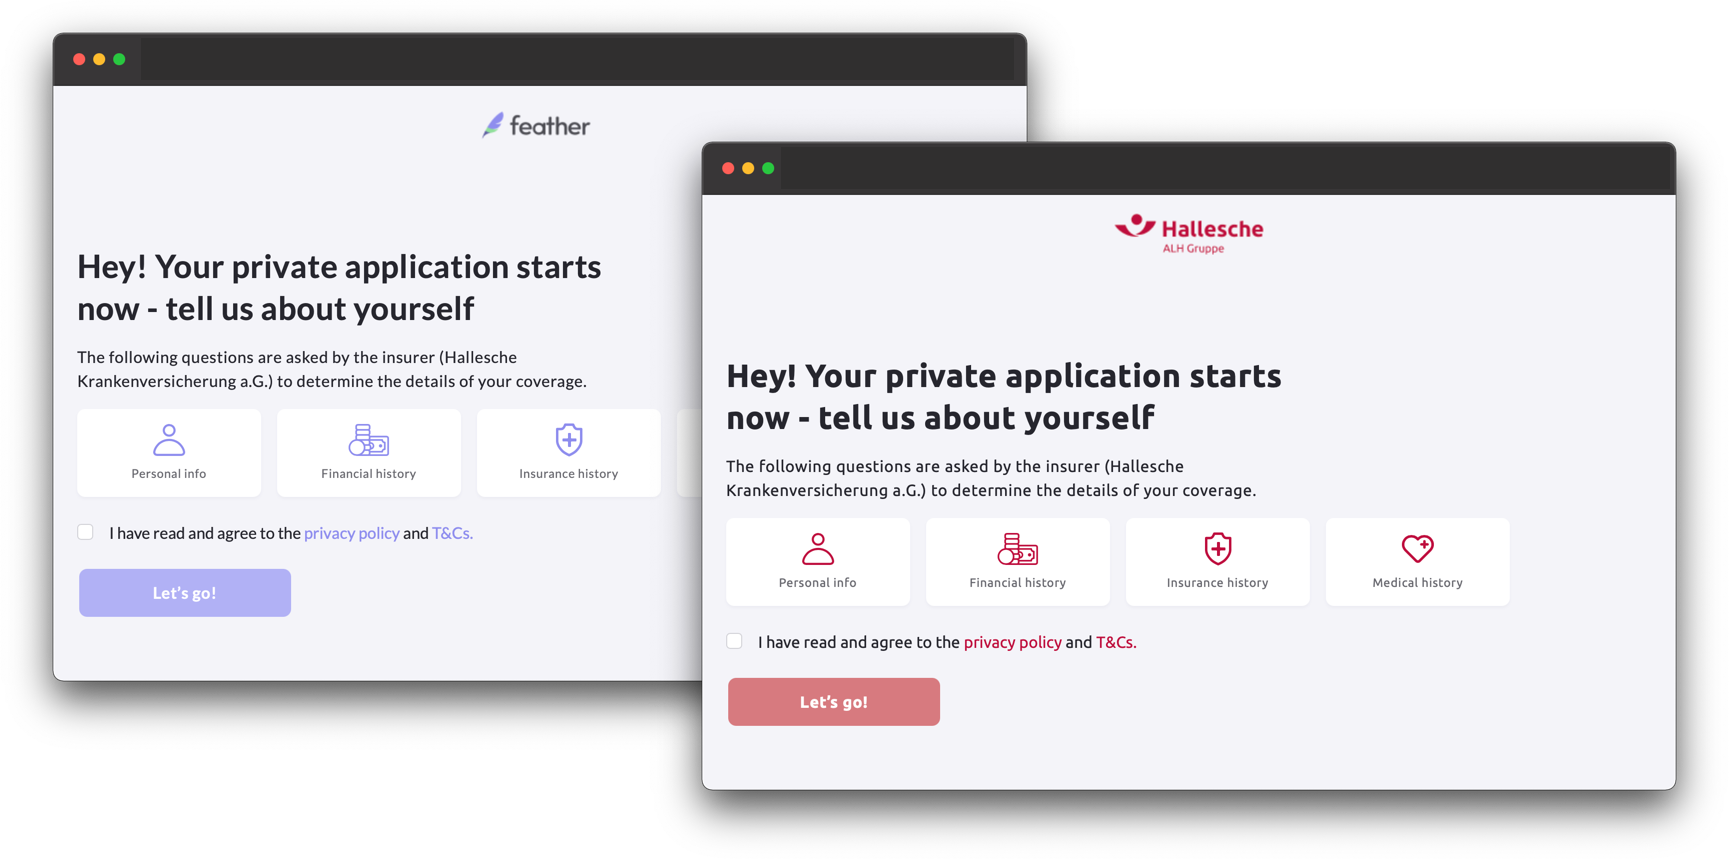 feather
Hey! Your private application starts
now - tell us about yourself
The following questions are asked by the insurer (Hallesche
Krankenversicherung a.G.) to determine the details of your coverage.
Personal info
Financial history
Insurance history
I have read and agree to the privacy policy and T&Cs.
Let's go!
Hallesche
ALH Gruppe
Hey! Your private application starts
now - tell us about yourself
The following questions are asked by the insurer (Hallesche
Krankenversicherung a.G.) to determine the details of your coverage.
Personal info
Financial history
Insurance history
Medical history
I have read and agree to the privacy policy and T&Cs.
Let's go!